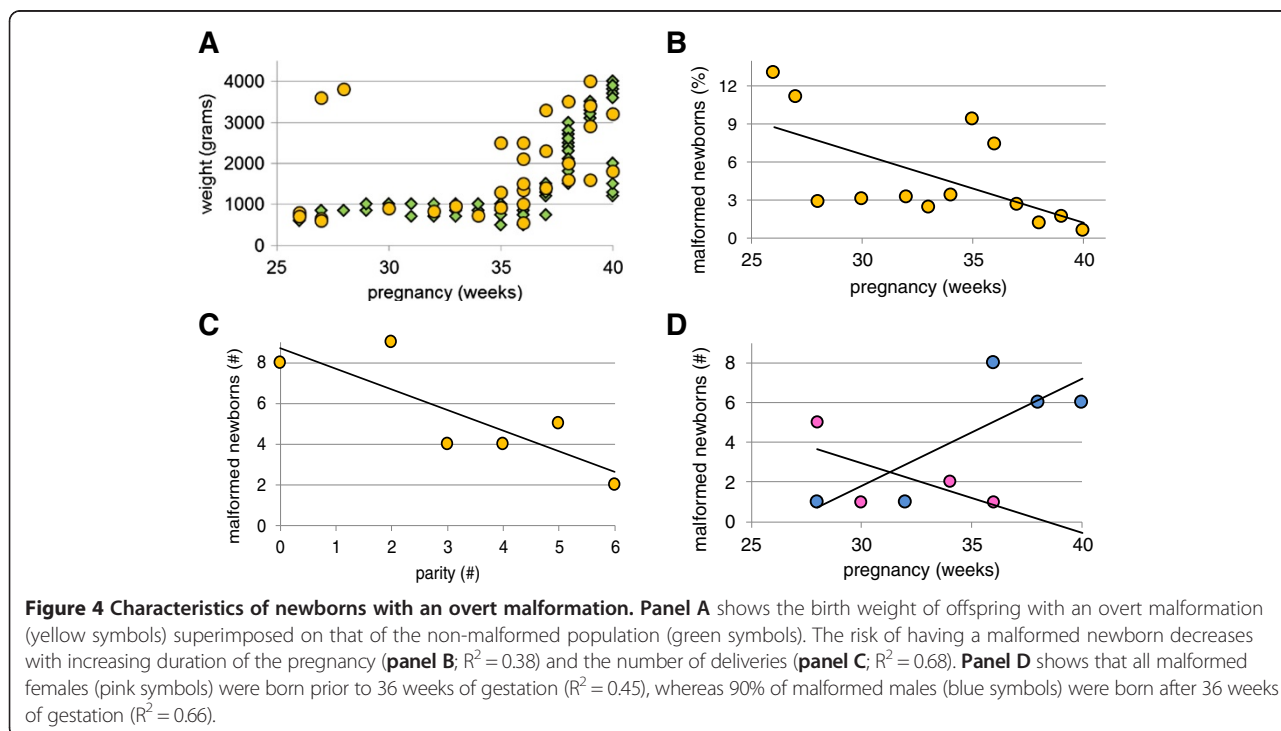 A
weight (grams)
4000
3000
2000
1000
0
25 30 35 40
pregnancy (weeks)
B
malformed newborns (%)
12
9
6
3
0
25 30 35 40
pregnancy (weeks)
C
malformed newborns (#)
8
6
4
2
0
0 1 2 3 4 5 6
parity (#)
D
malformed newborns (#)
8
6
4
2
0
25 30 35 40
pregnancy (weeks)
Figure 4 Characteristics of newborns with an overt malformation. Panel A shows the birth weight of offspring with an overt malformation
(yellow symbols) superimposed on that of the non-malformed population (green symbols). The risk of having a malformed newborn decreases
with increasing duration of the pregnancy (panel B; R² = 0.38) and the number of deliveries (panel C; R² = 0.68). Panel D shows that all malformed
females (pink symbols) were born prior to 36 weeks of gestation (R² = 0.45), whereas 90% of malformed males (blue symbols) were born after 36 weeks
of gestation (R² = 0.66).